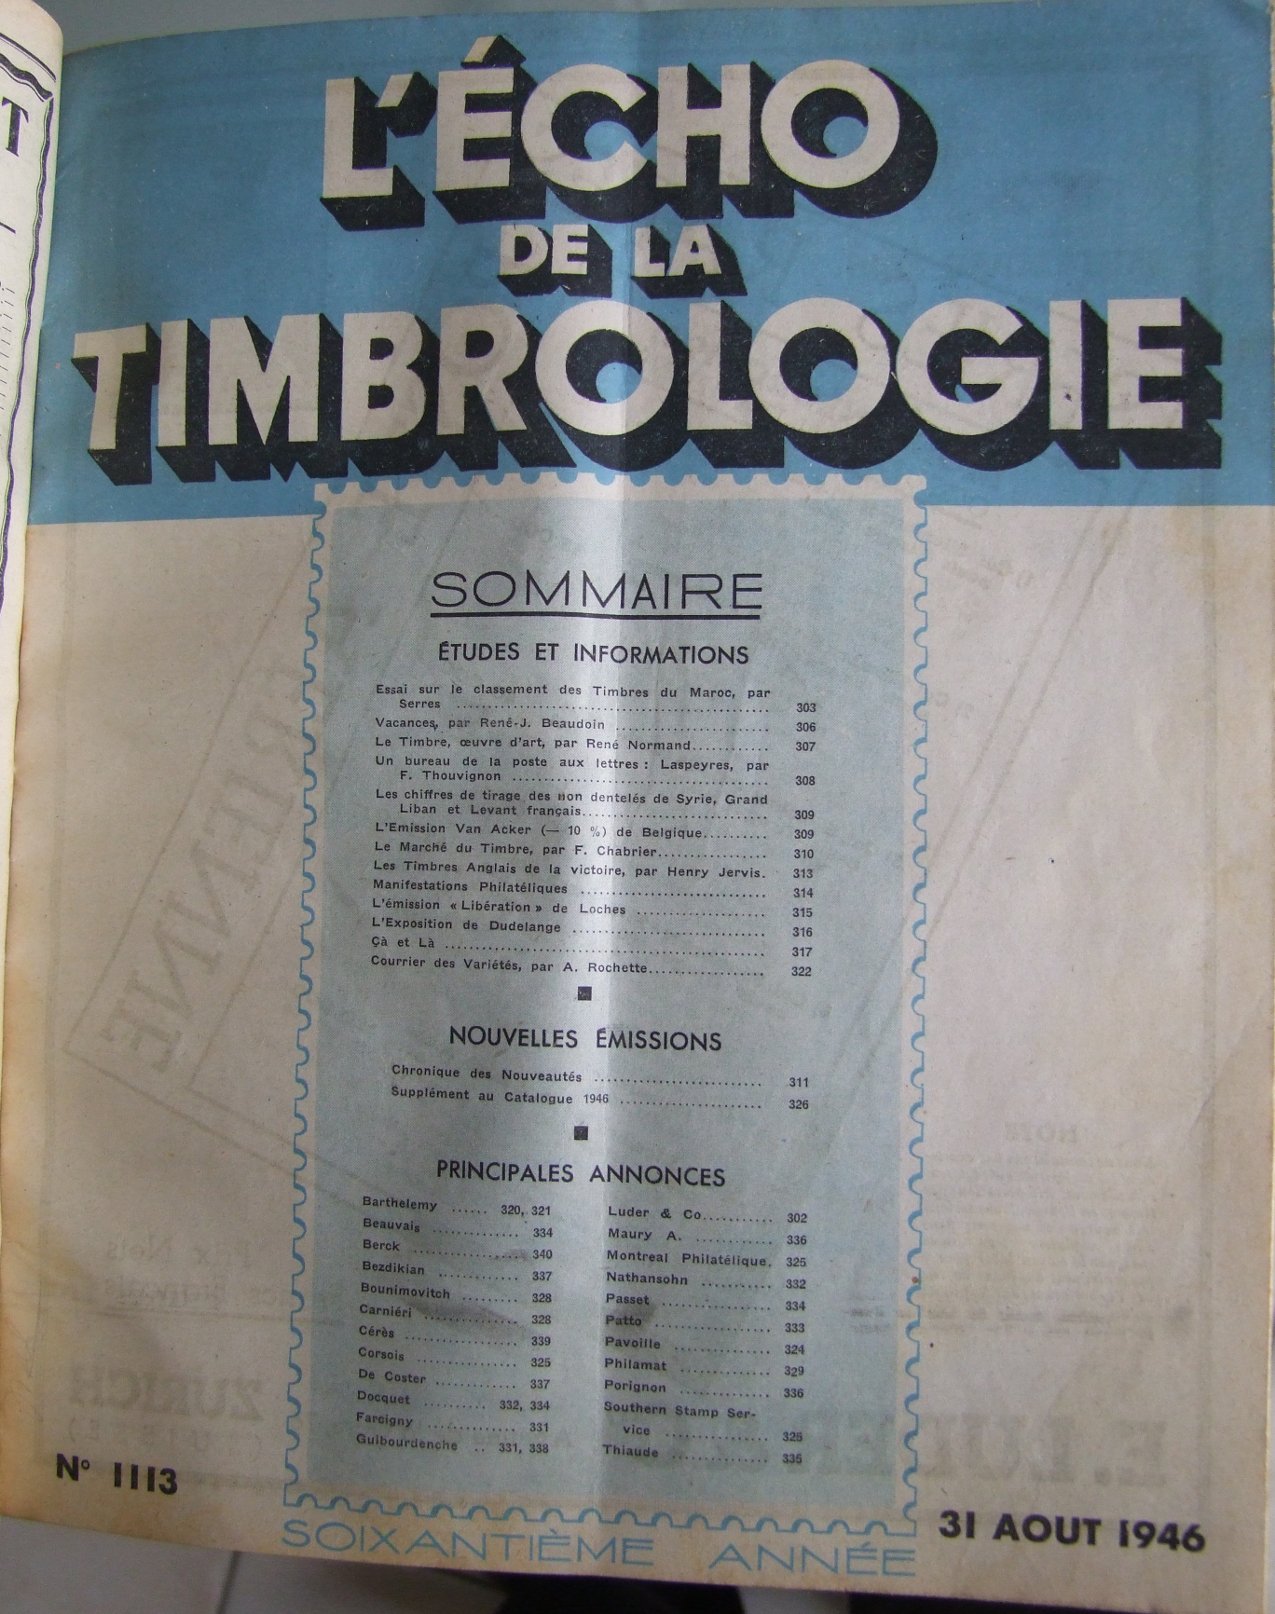 L'ÉCHO
DE LA
TIMBROLOGIE
SOMMAIRE
ÉTUDES ET INFORMATIONS
Essai sur le classement des Timbres du Maroc, par
Serres ........................................ 303
Vacances, par René-J. Beaudoin ........................ 306
Le Timbre, œuvre d'art, par René Normand............ 307
Un bureau de la poste aux lettres : Laspeyres, par
F. Thouvignon ........................................ 308
Les chiffres de tirage des non dentelés de Syrie, Grand
Liban et Levant français............................. 309
L'Emission Van Acker (— 10 %) de Belgique.......... 309
Le Marché du Timbre, par F. Chabrier................. 310
Les Timbres Anglais de la victoire, par Henry Jervis. 313
Manifestations Philatéliques ............................. 314
L'émission « Libération » de Loches .................... 315
L'Exposition de Dudelange .............................. 316
Çà et Là .................................................. 317
Courrier des Variétés, par A. Rochette.................. 322
NOUVELLES ÉMISSIONS
Chronique des Nouveautés .......................... 311
Supplément au Catalogue 1946 ...................... 326
PRINCIPALES ANNONCES
Barthelemy ...... 320, 321
Beauvais .............. 334
Berck ................. 340
Bezdikian ............. 337
Bounimovitch ......... 328
Carniéri ............... 328
Cérès .................. 339
Corsois ................ 325
De Coster ............. 337
Docquet .......... 332, 334
Farcigny .............. 331
Guibourdenche .. 331, 338
Luder & Co........... 302
Maury A. ............ 336
Montreal Philatélique. 325
Nathansohn ........... 332
Passet ................. 334
Patto .................. 333
Pavoille ............... 324
Philamat .............. 329
Porignon .............. 336
Southern Stamp Ser-
vice ................ 325
Thiaude ............... 335
N° 1113
31 AOUT 1946
SOIXANTIÈME ANNÉE